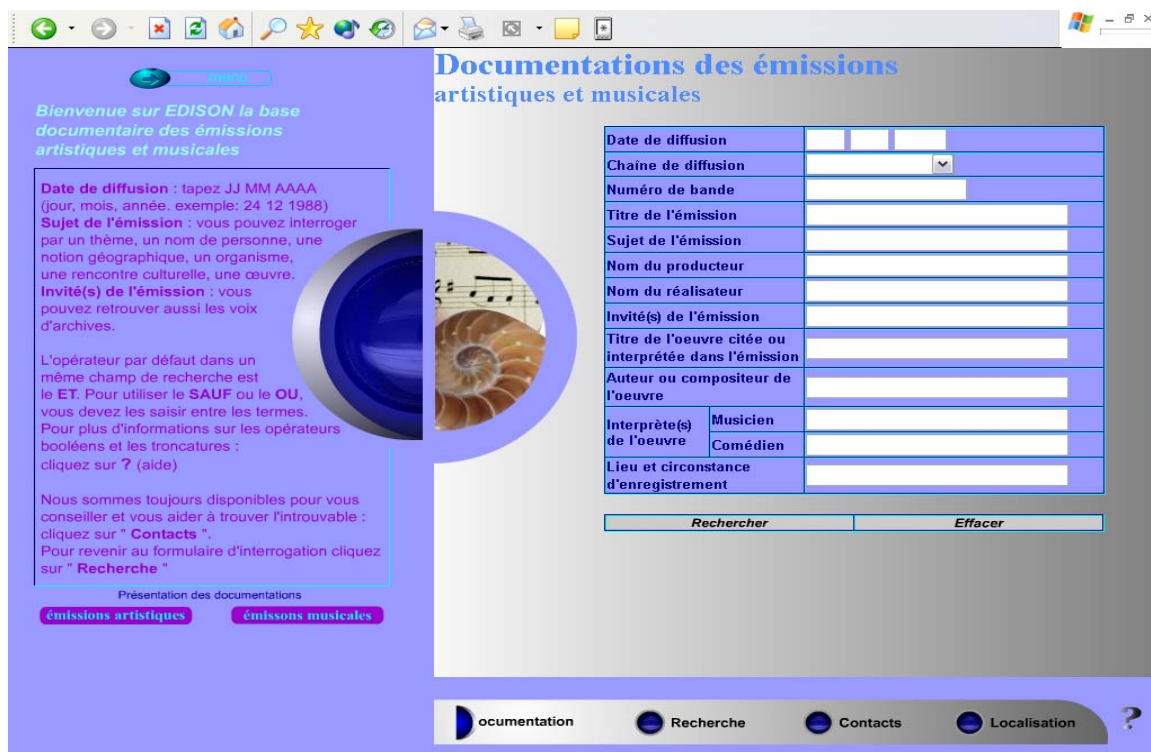 menu
Bienvenue sur EDISON la base
documentaire des émissions
artistiques et musicales
Date de diffusion : tapez JJ MM AAAA
(jour, mois, année. exemple: 24 12 1988)
Sujet de l'émission : vous pouvez interroger
par un thème, un nom de personne, une
notion géographique, un organisme,
une rencontre culturelle, une œuvre.
Invité(s) de l'émission : vous
pouvez retrouver aussi les voix
d'archives.
L'opérateur par défaut dans un
même champ de recherche est
le ET. Pour utiliser le SAUF ou le OU,
vous devez les saisir entre les termes.
Pour plus d'informations sur les opérateurs
booléens et les troncatures :
cliquez sur ? (aide)
Nous sommes toujours disponibles pour vous
conseiller et vous aider à trouver l'introuvable :
cliquez sur " Contacts ".
Pour revenir au formulaire d'interrogation cliquez
sur " Recherche "
Présentation des documentations
émissions artistiques
émissons musicales
Documentations des émissions
artistiques et musicales
Date de diffusion
Chaîne de diffusion
Numéro de bande
Titre de l'émission
Sujet de l'émission
Nom du producteur
Nom du réalisateur
Invité(s) de l'émission
Titre de l'oeuvre citée ou
interprétée dans l'émission
Auteur ou compositeur de
l'oeuvre
Interprète(s)
de l'oeuvre
Musicien
Comédien
Lieu et circonstance
d'enregistrement
Rechercher
Effacer
ocumentation
Recherche
Contacts
Localisation
?